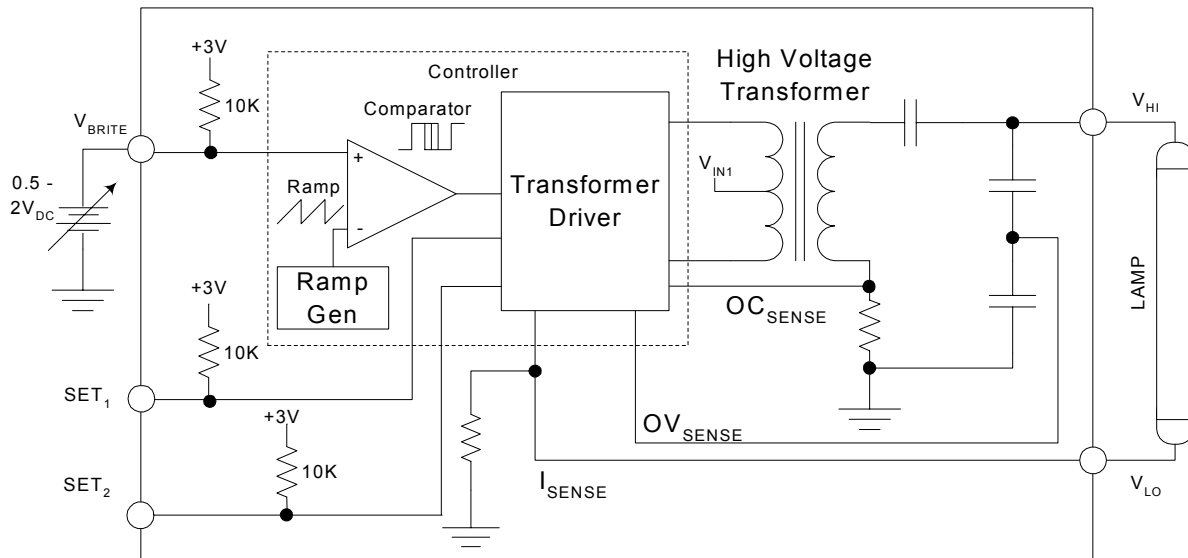 +3V
10K
Controller
Comparator
High Voltage
Transformer
V_HI
V_BRITE
0.5 -
2V_DC
Ramp
+
-
Ramp
Gen
Transformer
Driver
V_IN1
LAMP
+3V
10K
OC_SENSE
SET_1
+3V
10K
OV_SENSE
SET_2
I_SENSE
V_LO